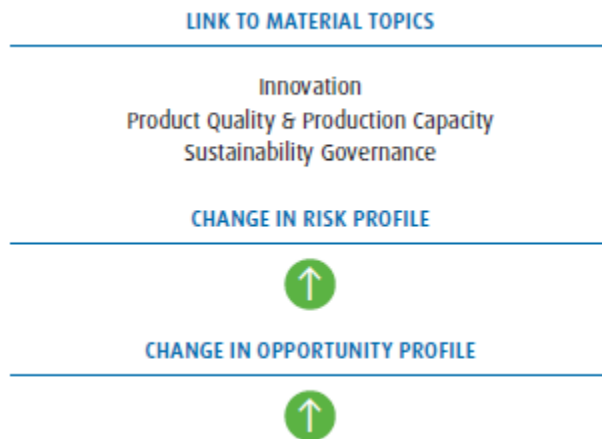 LINK TO MATERIAL TOPICS
Innovation
Product Quality & Production Capacity
Sustainability Governance
CHANGE IN RISK PROFILE
CHANGE IN OPPORTUNITY PROFILE